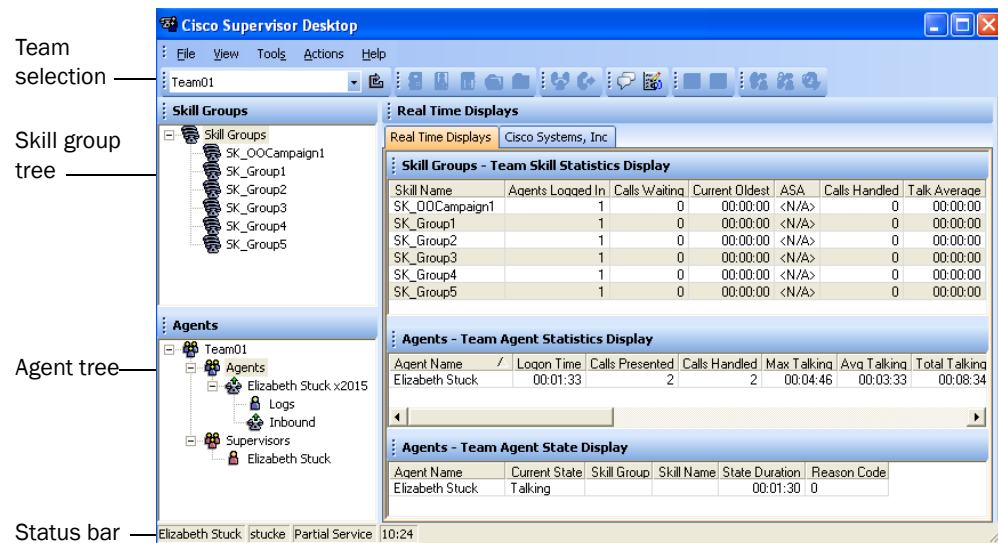 Cisco Supervisor Desktop
File View Tools Actions Help
Team selection
Team01
Skill Groups
Skill group tree
Skill Groups
SK_OOCampaign1
SK_Group1
SK_Group2
SK_Group3
SK_Group4
SK_Group5
Real Time Displays
Real Time Displays Cisco Systems, Inc
Skill Groups - Team Skill Statistics Display
Skill Name Agents Logged In Calls Waiting Current Oldest ASA Calls Handled Talk Average
SK_OOCampaign1 1 0 00:00:00 <N/A> 0 00:00:00
SK_Group1 1 0 00:00:00 <N/A> 0 00:00:00
SK_Group2 1 0 00:00:00 <N/A> 0 00:00:00
SK_Group3 1 0 00:00:00 <N/A> 0 00:00:00
SK_Group4 1 0 00:00:00 <N/A> 0 00:00:00
SK_Group5 1 0 00:00:00 <N/A> 0 00:00:00
Agents
Agent tree
Team01
Agents
Elizabeth Stuck x2015
Logs
Inbound
Supervisors
Elizabeth Stuck
Agents - Team Agent Statistics Display
Agent Name / Logon Time Calls Presented Calls Handled Max Talking Avg Talking Total Talking
Elizabeth Stuck 00:01:33 2 2 00:04:46 00:03:33 00:08:34
Agents - Team Agent State Display
Agent Name Current State Skill Group Skill Name State Duration Reason Code
Elizabeth Stuck Talking 00:01:30 0
Status bar
Elizabeth Stuck stucke Partial Service 10:24